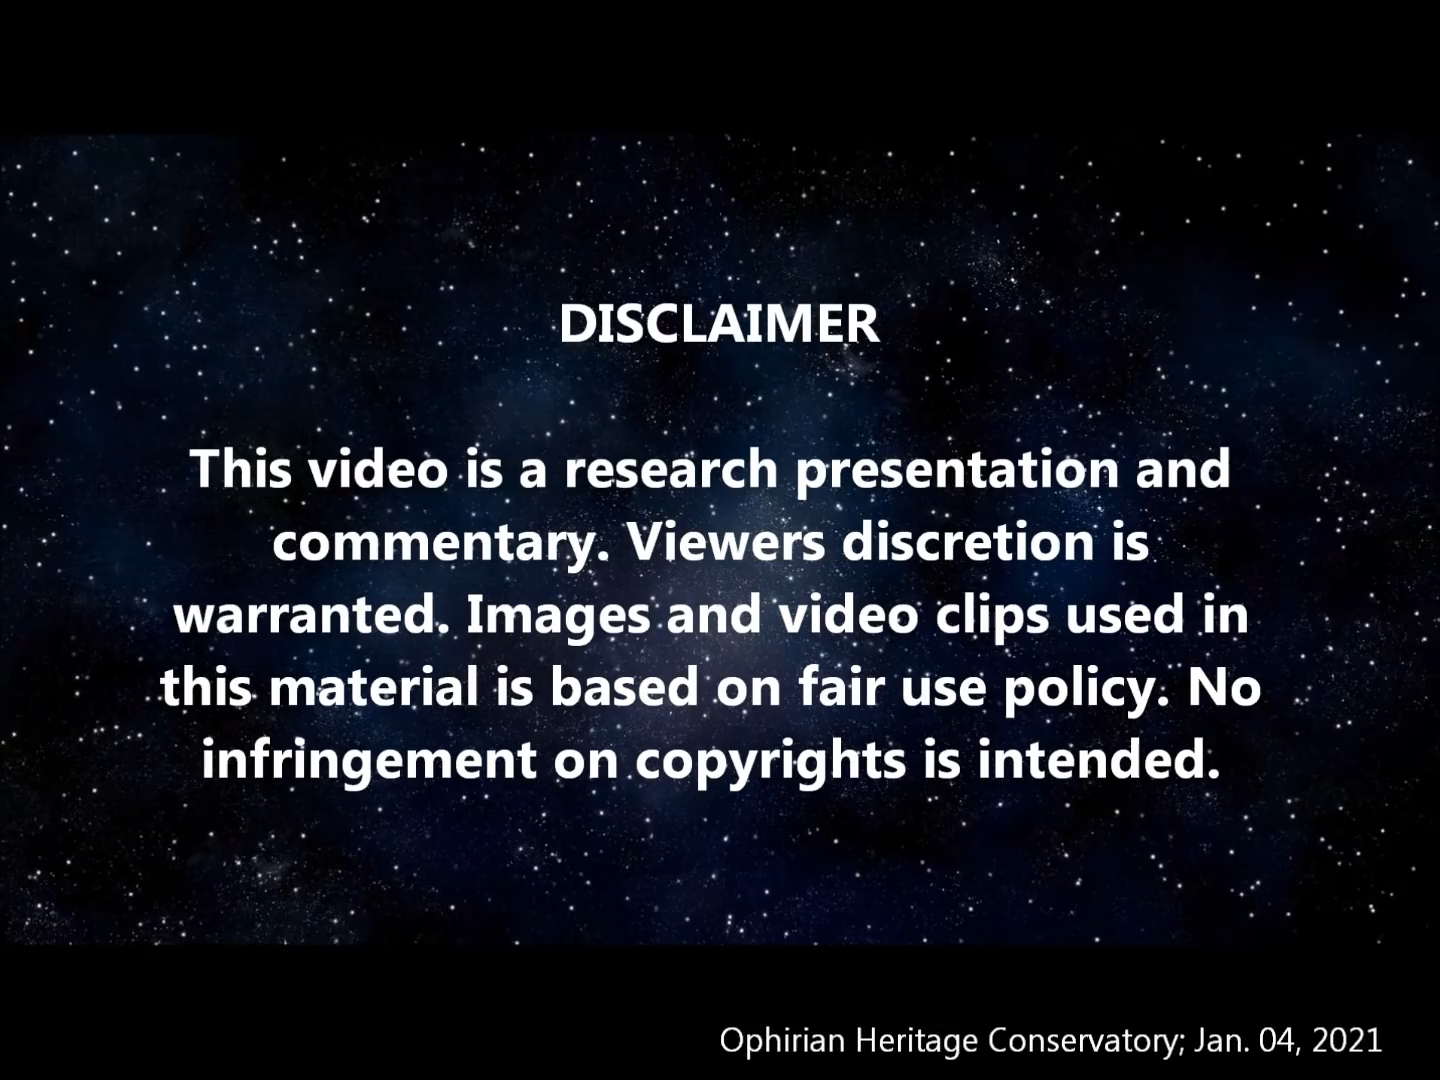 DISCLAIMER
This video is a research presentation and
commentary. Viewers discretion is
warranted. Images and video clips used in
this material is based on fair use policy. No
infringement on copyrights is intended.
Ophirian Heritage Conservatory; Jan. 04, 2021